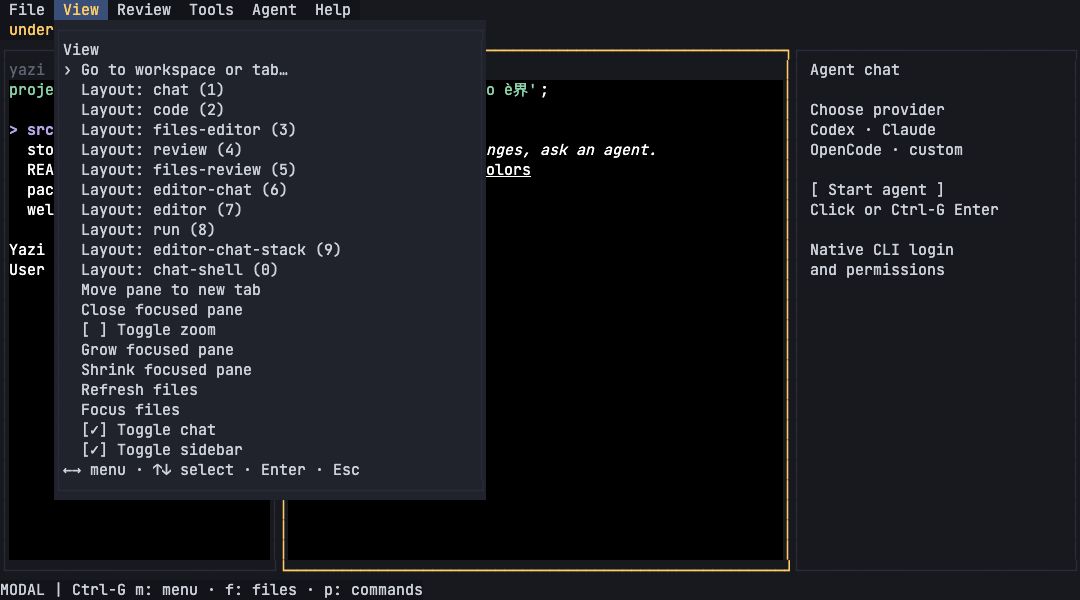 File View Review Tools Agent Help
under
View
› Go to workspace or tab…
Layout: chat (1)
Layout: code (2)
Layout: files-editor (3)
Layout: review (4)
Layout: files-review (5)
Layout: editor-chat (6)
Layout: editor (7)
Layout: run (8)
Layout: editor-chat-stack (9)
Layout: chat-shell (0)
Move pane to new tab
Close focused pane
[ ] Toggle zoom
Grow focused pane
Shrink focused pane
Refresh files
Focus files
[✓] Toggle chat
[✓] Toggle sidebar
←→ menu · ↑↓ select · Enter · Esc
yazi
proje
> src
sto
REA
pac
wel
Yazi
User
o è界';
nges, ask an agent.
olors
Agent chat
Choose provider
Codex · Claude
OpenCode · custom
[ Start agent ]
Click or Ctrl-G Enter
Native CLI login
and permissions
MODAL | Ctrl-G m: menu · f: files · p: commands